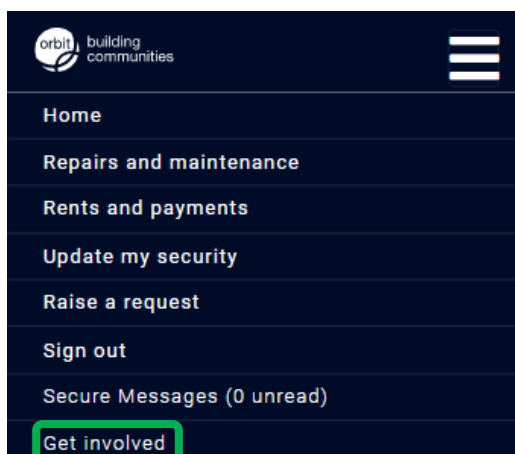 orbit building
communities
Home
Repairs and maintenance
Rents and payments
Update my security
Raise a request
Sign out
Secure Messages (0 unread)
Get involved